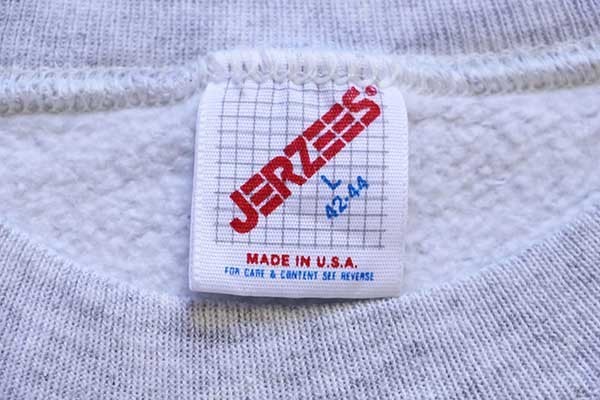 JERZEES®
L
42-44
MADE IN U.S.A.
FOR CARE & CONTENT SEE REVERSE